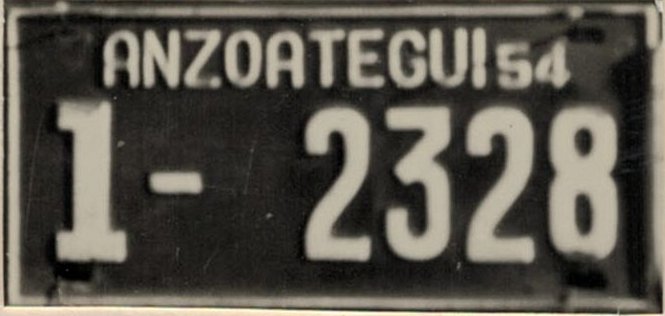 ANZOATEGUI 54
1- 2328